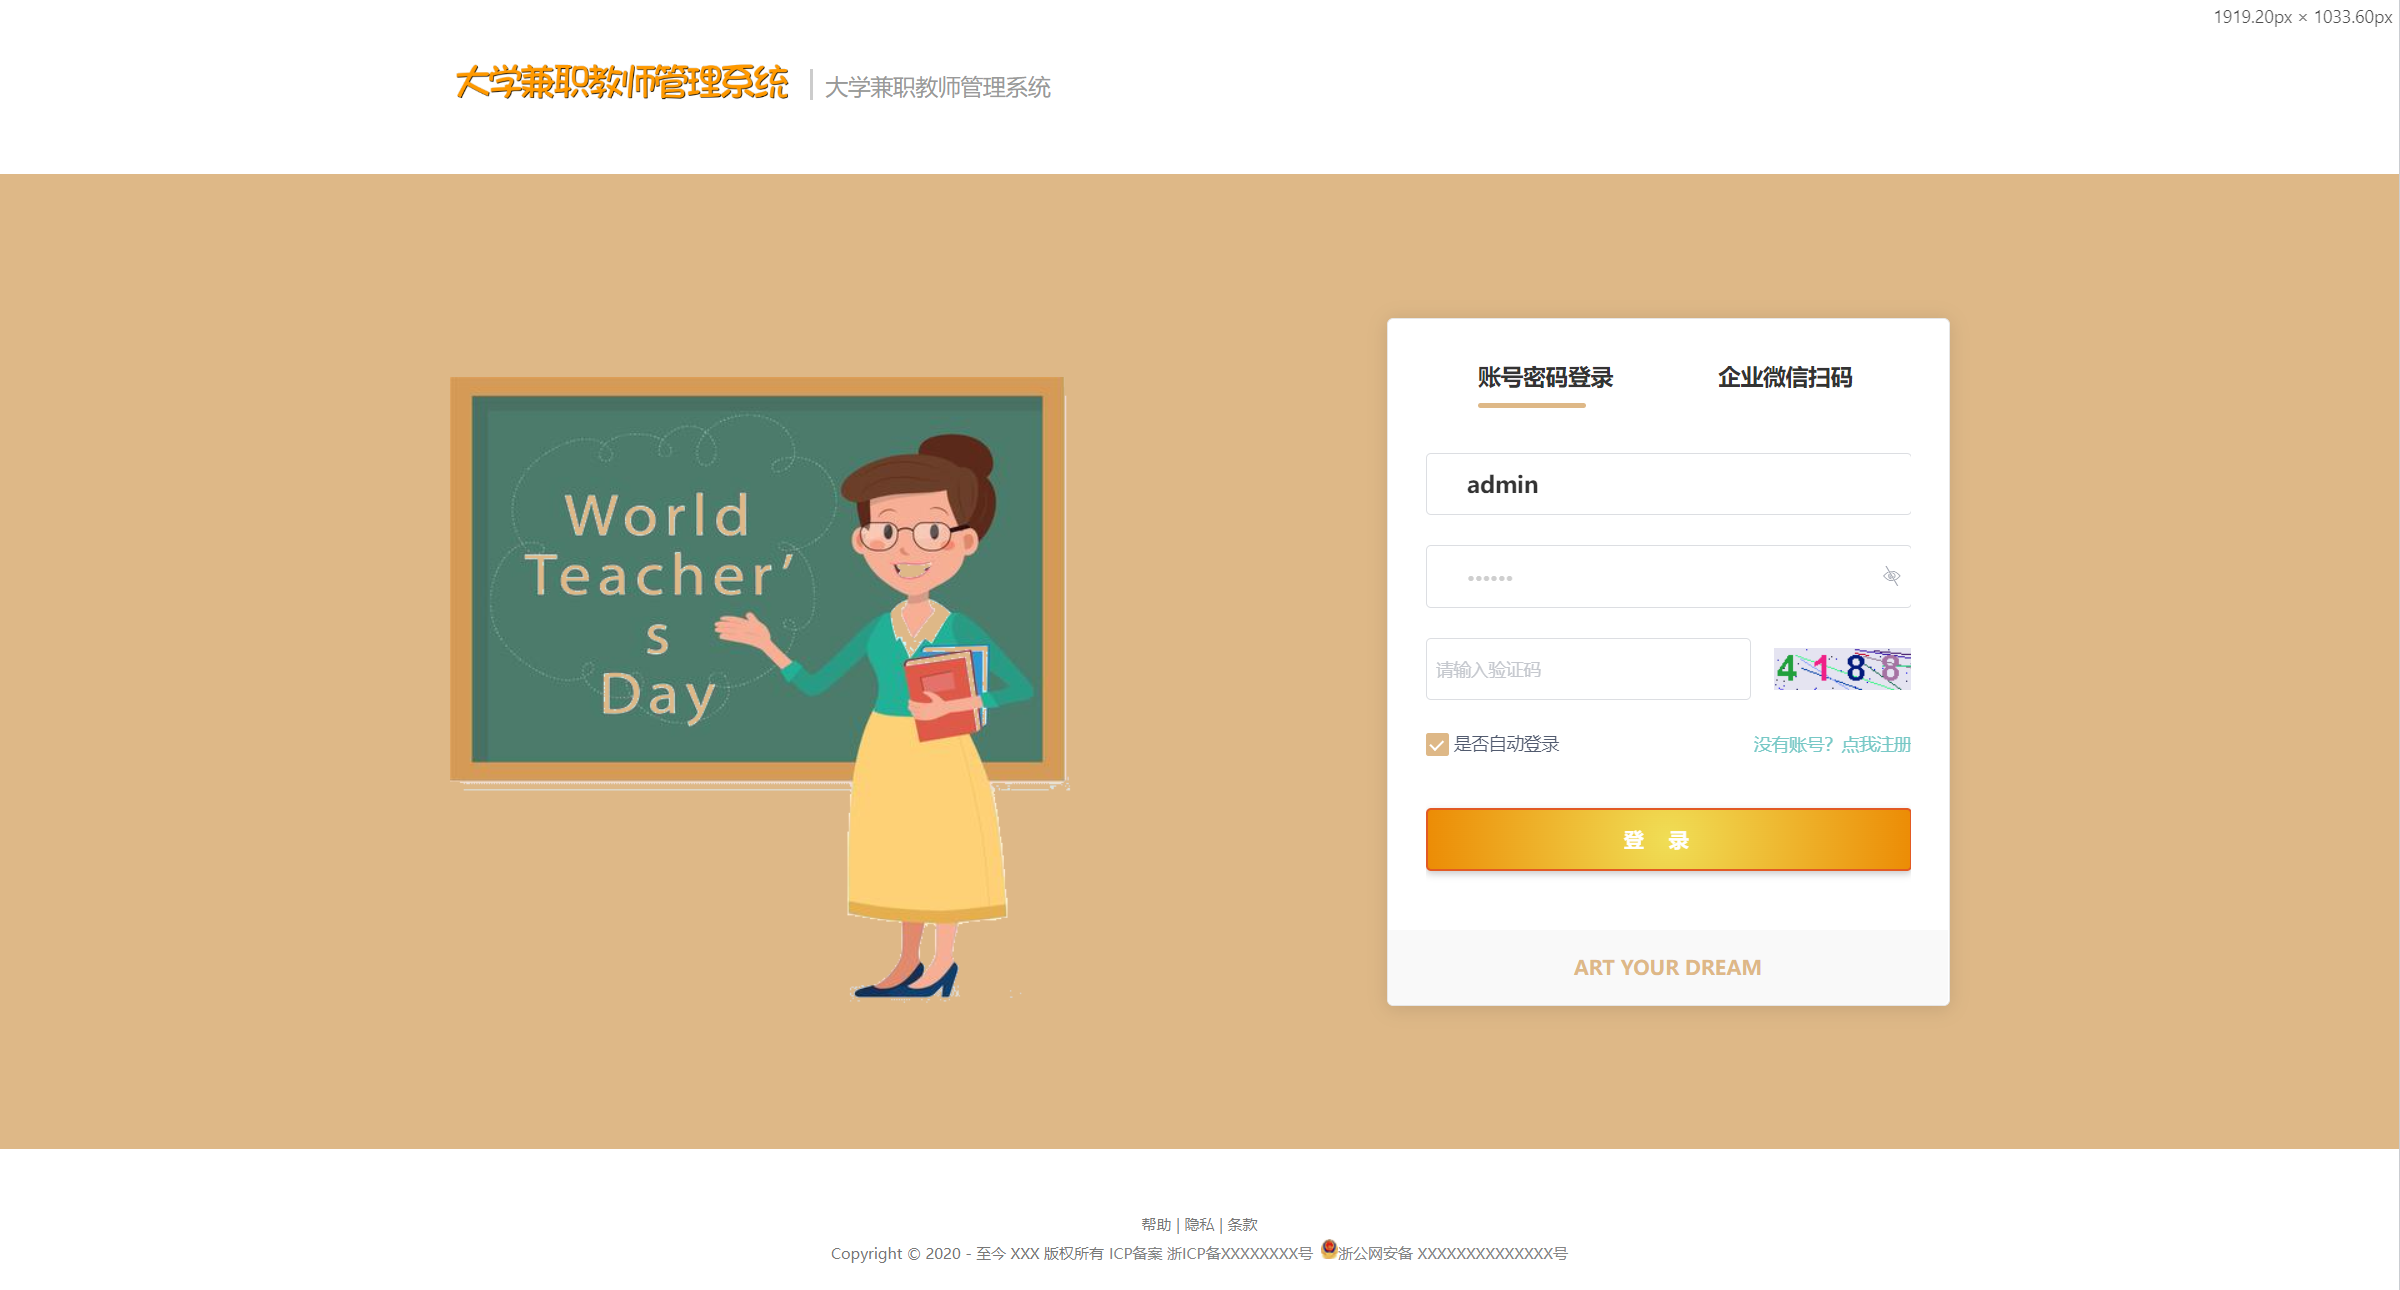 1919.20px × 1033.60px
大学兼职教师管理系统
大学兼职教师管理系统
World
Teacher’
s
Day
账号密码登录 企业微信扫码
admin
••••••
请输入验证码 4188
是否自动登录 没有账号？点我注册
登 录
ART YOUR DREAM
帮助 | 隐私 | 条款
Copyright © 2020 - 至今 XXX 版权所有 ICP备案 浙ICP备XXXXXXXX号 浙公网安备 XXXXXXXXXXXXXX号